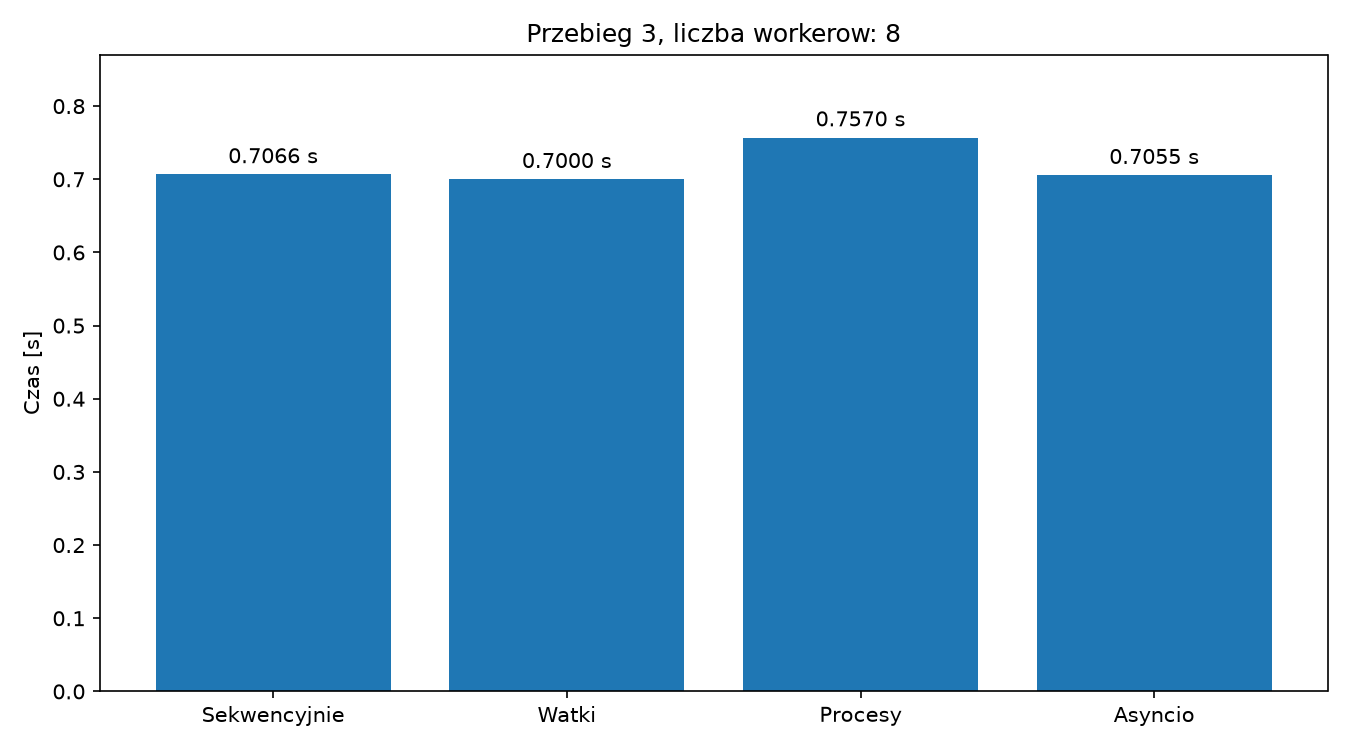 Przebieg 3, liczba workerow: 8
Czas [s]
0.8
0.7
0.6
0.5
0.4
0.3
0.2
0.1
0.0
0.7066 s
0.7000 s
0.7570 s
0.7055 s
Sekwencyjnie
Watki
Procesy
Asyncio